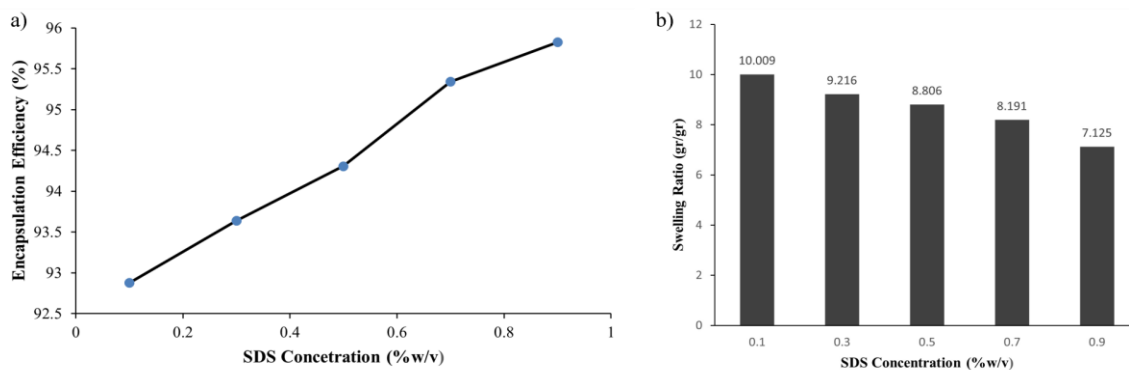 a)
96
95.5
95
94.5
94
93.5
93
92.5
Encapsulation Efficiency (%)
0 0.2 0.4 0.6 0.8 1
SDS Concetration (%w/v)
b)
12
10
8
6
4
2
0
Swelling Ratio (gr/gr)
10.009
9.216
8.806
8.191
7.125
0.1 0.3 0.5 0.7 0.9
SDS Concentration (%w/v)